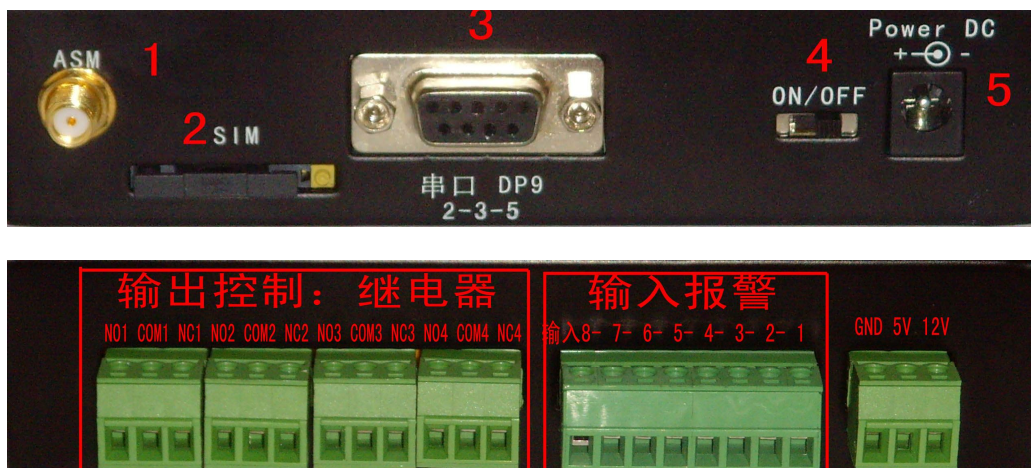 ASM
1
2
SIM
3
串口 DP9
2-3-5
4
ON/OFF
Power DC
+ -
5
输出控制：继电器
NO1 COM1 NC1 NO2 COM2 NC2 NO3 COM3 NC3 NO4 COM4 NC4
输入报警
输入8- 7- 6- 5- 4- 3- 2- 1
GND 5V 12V